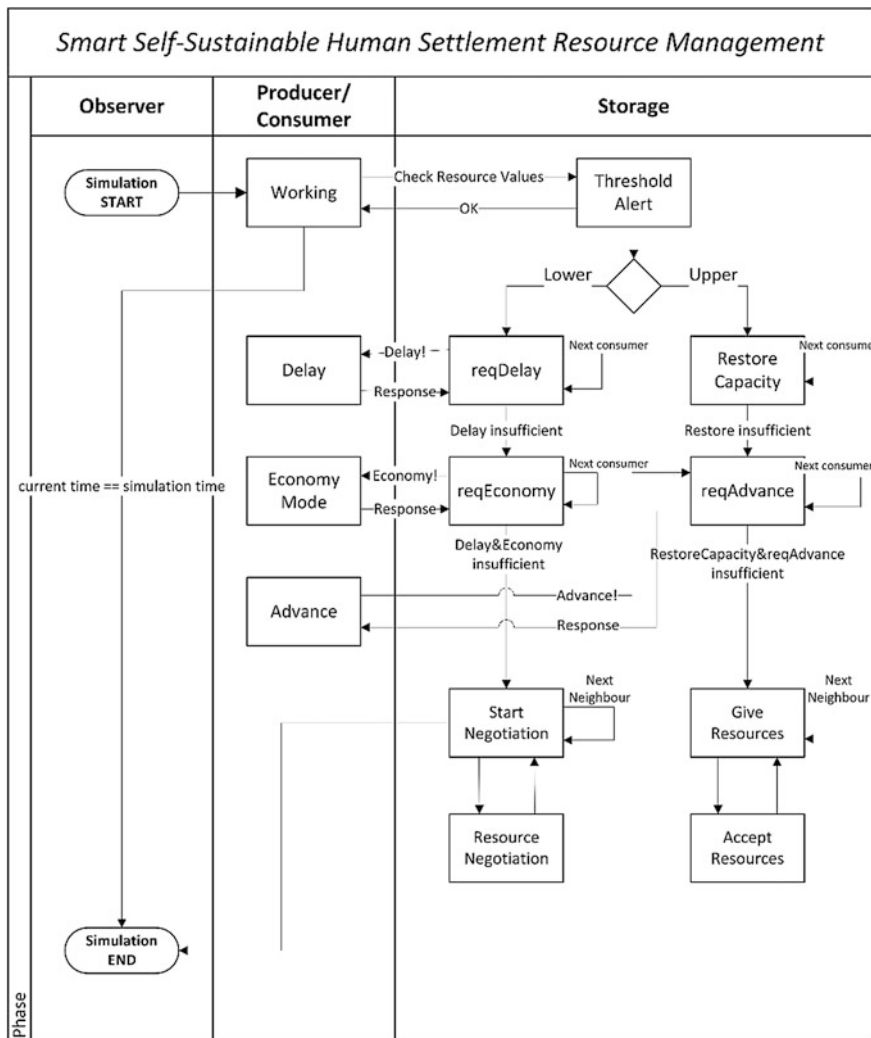 Smart Self-Sustainable Human Settlement Resource Management
Observer
Producer/
Consumer
Storage
Simulation
START
Working
Check Resource Values
OK
Threshold
Alert
Lower
Upper
Delay
-Delay!
Response
reqDelay
Next consumer
Restore
Capacity
Next consume
Delay insufficient
Restore insufficient
current time == simulation time
Economy
Mode
Economy!
Response
reqEconomy
Next consumer
reqAdvance
Next consumer
Delay&Economy
insufficient
RestoreCapacity&reqAdvance
insufficient
Advance
Advance!
Response
Start
Negotiation
Next
Neighbour
Give
Resources
Next
Neighbour
Resource
Negotiation
Accept
Resources
Simulation
END
Phase